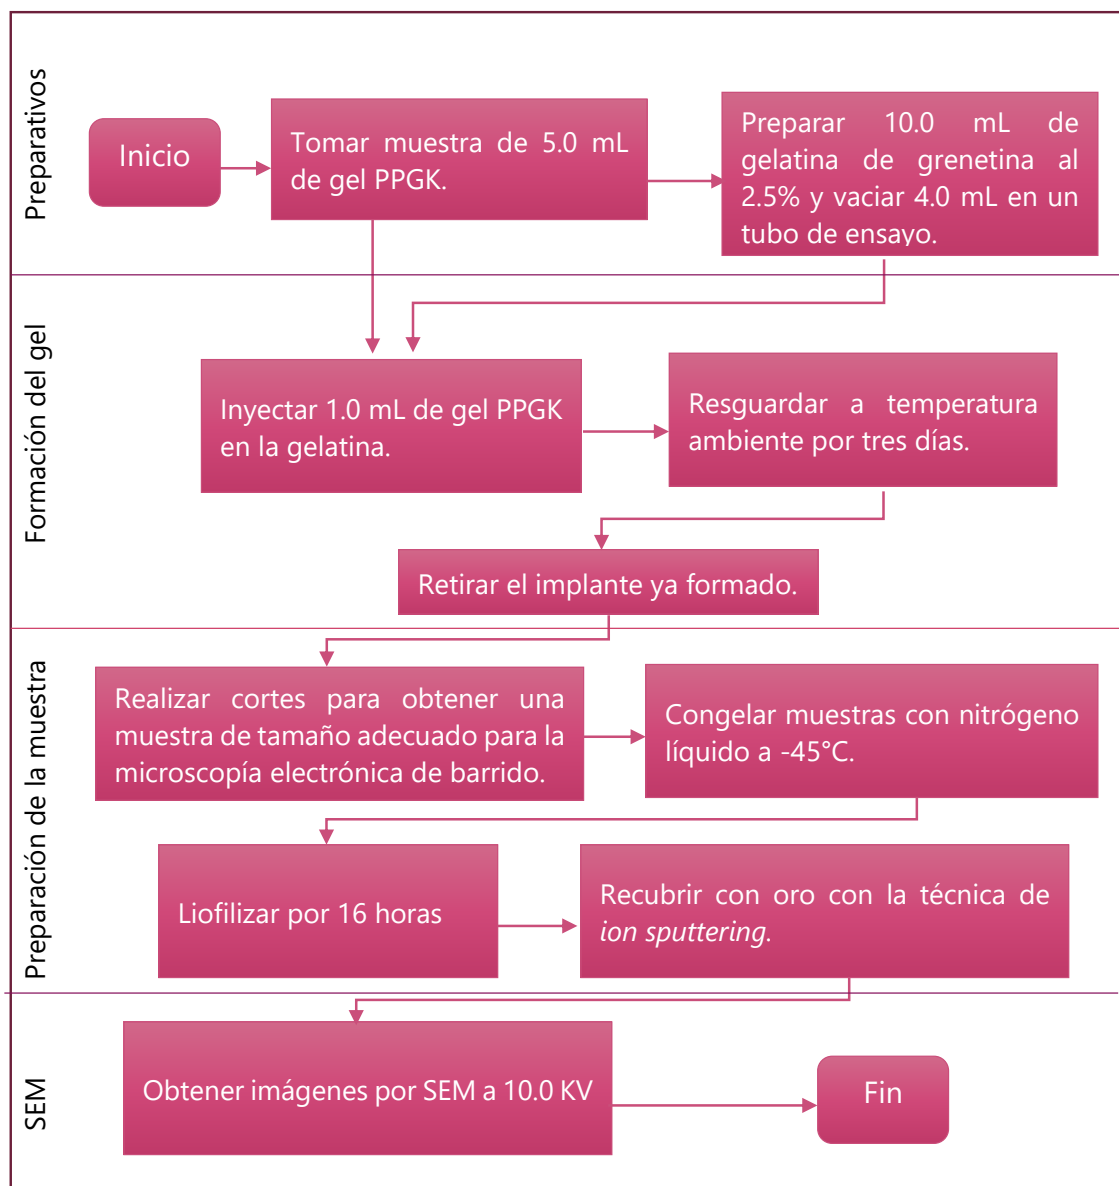 Preparativos
Inicio
Tomar muestra de 5.0 mL
de gel PPGK.
Preparar 10.0 mL de
gelatina de grenetina al
2.5% y vaciar 4.0 mL en un
tubo de ensayo.
Formación del gel
Inyectar 1.0 mL de gel PPGK
en la gelatina.
Resguardar a temperatura
ambiente por tres días.
Retirar el implante ya formado.
Preparación de la muestra
Realizar cortes para obtener una
muestra de tamaño adecuado para la
microscopía electrónica de barrido.
Congelar muestras con nitrógeno
líquido a -45°C.
Liofilizar por 16 horas
Recubrir con oro con la técnica de
ion sputtering.
SEM
Obtener imágenes por SEM a 10.0 KV
Fin